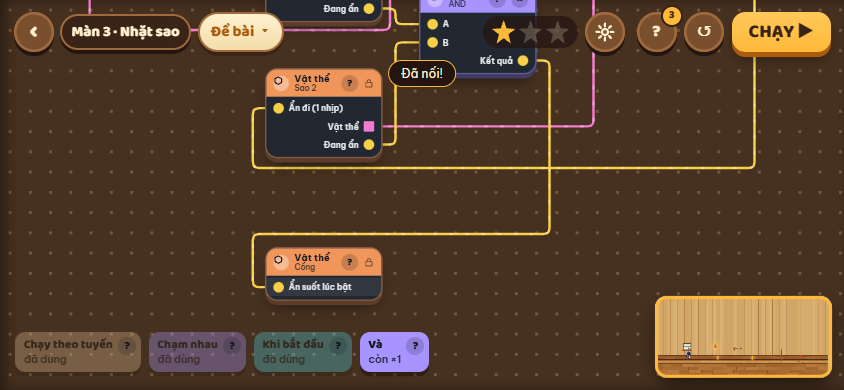 Đang ẩn
AND
?
A
B
Kết quả
Màn 3 • Nhặt sao
Đề bài
?
3
CHẠY
Đã nối!
Vật thể
Sao 2
?
Ẩn đi (1 nhịp)
Vật thể
Đang ẩn
Vật thể
Cổng
?
Ẩn suốt lúc bật
Chạy theo tuyến
đã dùng
?
Chạm nhau
đã dùng
?
Khi bắt đầu
đã dùng
?
Và
còn ×1
?